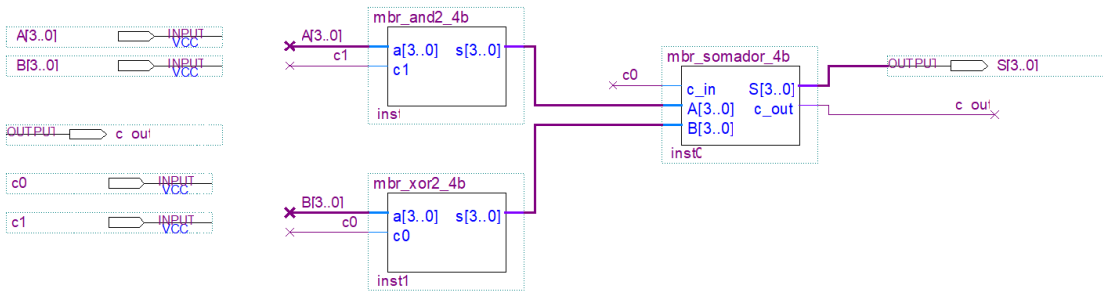 A[3..0] INPUT VCC
B[3..0] INPUT VCC
OUTPUT c_out
c0 INPUT VCC
c1 INPUT VCC
mbr_and2_4b
A[3..0] a[3..0] s[3..0]
c1 c1
inst
mbr_xor2_4b
B[3..0] a[3..0] s[3..0]
c0 c0
inst1
mbr_somador_4b
c0 c_in S[3..0]
A[3..0] c_out c_out
B[3..0]
inst0
OUTPUT S[3..0]